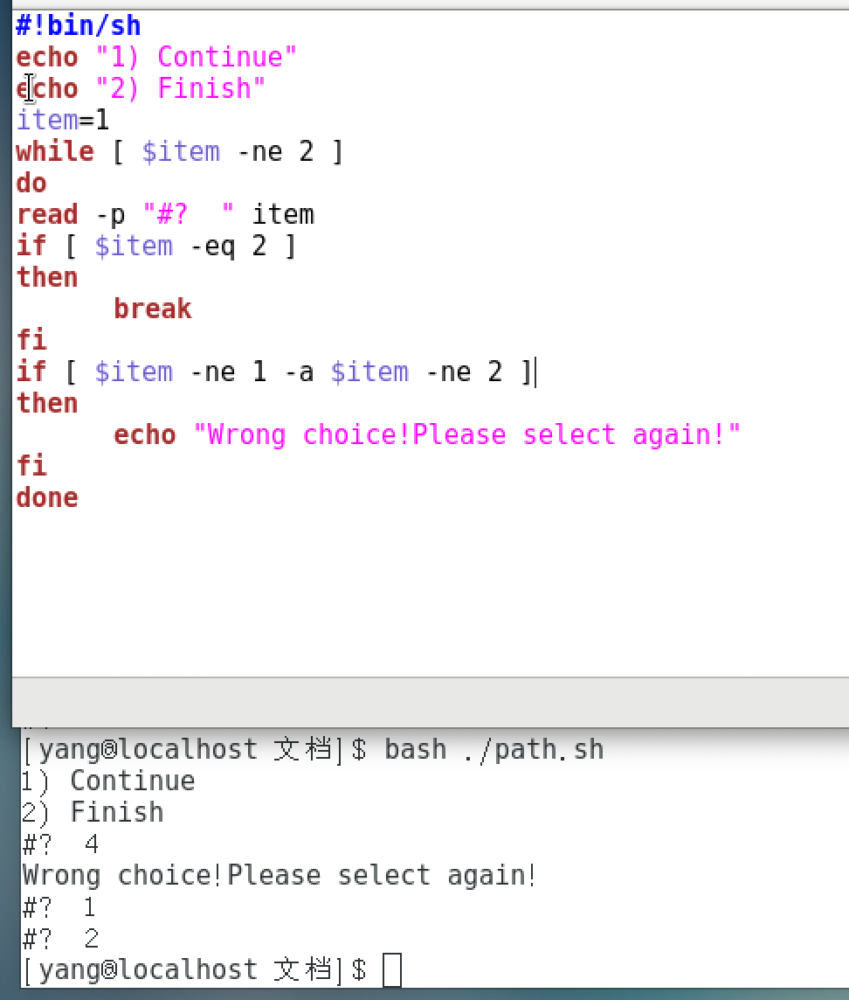 #!bin/sh
echo "1) Continue"
echo "2) Finish"
item=1
while [ $item -ne 2 ]
do
read -p "#?  " item
if [ $item -eq 2 ]
then
break
fi
if [ $item -ne 1 -a $item -ne 2 ]
then
echo "Wrong choice!Please select again!"
fi
done
[yang@localhost 文档]$ bash ./path.sh
1) Continue
2) Finish
#?  4
Wrong choice!Please select again!
#?  1
#?  2
[yang@localhost 文档]$